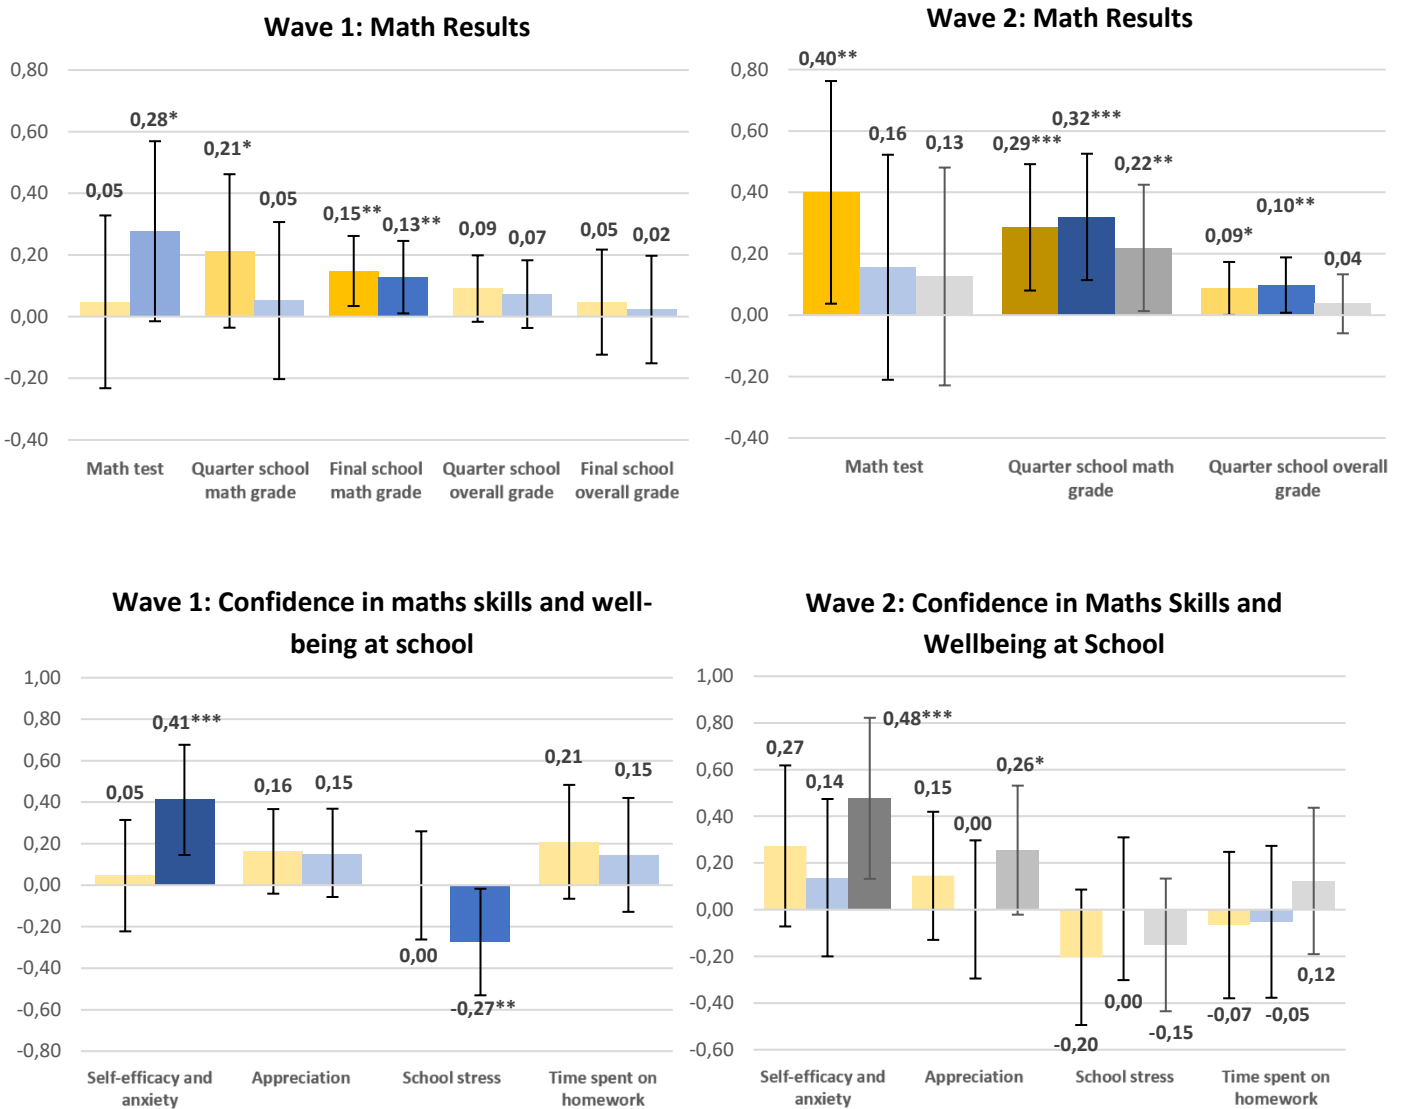 Wave 1: Math Results
0,80
0,60
0,40
0,20
0,00
-0,20
-0,40
0,05
0,28*
0,21*
0,05
0,15**
0,13**
0,09
0,07
0,05
0,02
Math test
Quarter school
math grade
Final school
math grade
Quarter school
overall grade
Final school
overall grade
Wave 2: Math Results
0,80
0,60
0,40
0,20
0,00
-0,20
-0,40
0,40**
0,16
0,13
0,29***
0,32***
0,22**
0,09*
0,10**
0,04
Math test
Quarter school math
grade
Quarter school overall
grade
Wave 1: Confidence in maths skills and well-
being at school
1,00
0,80
0,60
0,40
0,20
0,00
-0,20
-0,40
-0,60
-0,80
0,05
0,41***
0,16
0,15
0,00
-0,27**
0,21
0,15
Self-efficacy and
anxiety
Appreciation
School stress
Time spent on
homework
Wave 2: Confidence in Maths Skills and
Wellbeing at School
1,00
0,80
0,60
0,40
0,20
0,00
-0,20
-0,40
-0,60
0,27
0,14
0,48***
0,15
0,00
0,26*
-0,20
0,00
-0,15
-0,07
-0,05
0,12
Self-efficacy and
anxiety
Appreciation
School stress
Time spent on
homework